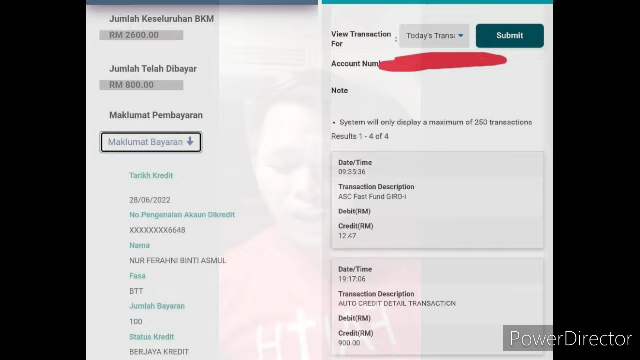 Jumlah Keseluruhan BKM
RM 2600.00
Jumlah Telah Dibayar
RM 800.00
Maklumat Pembayaran
Maklumat Bayaran
Tarikh Kredit
28/06/2022
No.Pengenalan Akaun Dikredit
XXXXXXXX6648
Nama
NUR FERAHNI BINTI ASMUL
Fasa
BTT
Jumlah Bayaran
100
Status Kredit
BERJAYA KREDIT
View Transaction For : Today's Transa Submit
Account Num
Note
• System will only display a maximum of 250 transactions
Results 1 - 4 of 4
Date/Time
09:35:36
Transaction Description
ASC Fast Fund GIRO-i
Debit(RM)
Credit(RM)
12.47
Date/Time
19:17:06
Transaction Description
AUTO CREDIT DETAIL TRANSACTION
Debit(RM)
Credit(RM)
900.00
PowerDirector